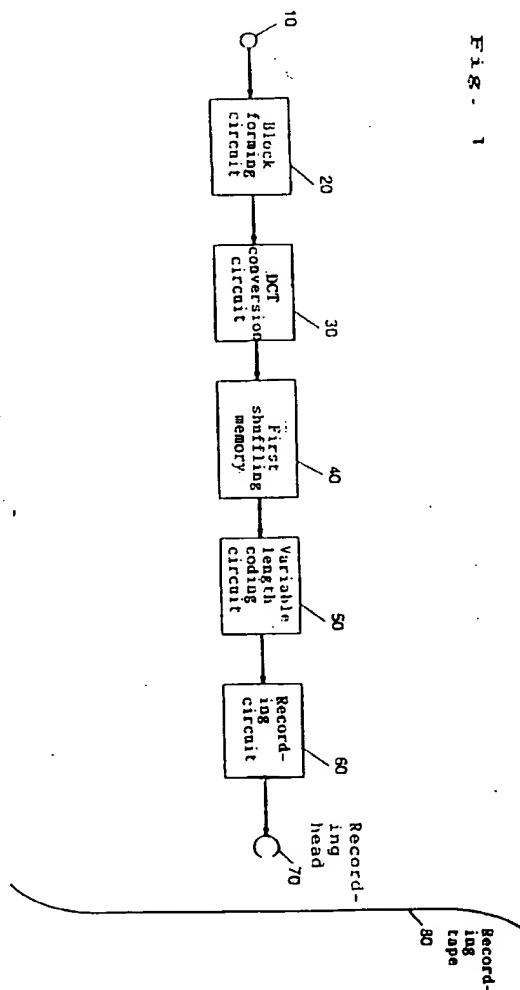 Fig. 1
10
Block
forming
circuit
20
DCT
conversion
circuit
30
First
shuffling
memory
40
Variable
length
coding
circuit
50
Record-
ing
circuit
60
Record-
ing
head
70
Record-
ing
tape
80